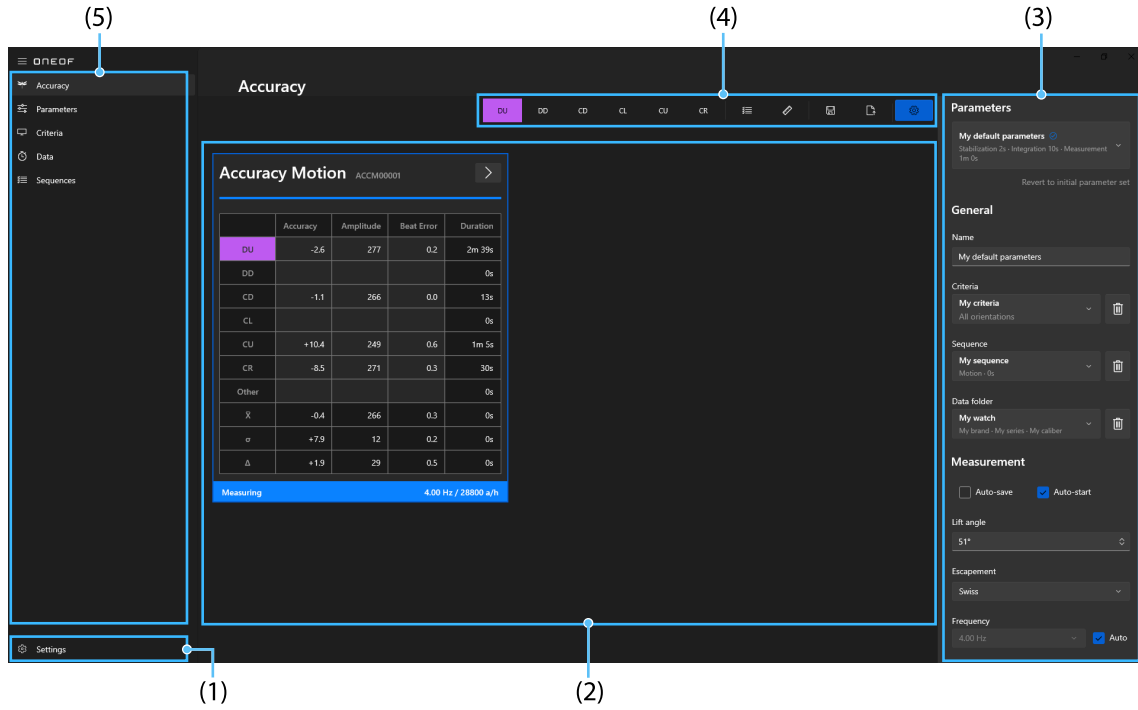 (5)
(4)
(3)
ONEOF
Accuracy
Parameters
Criteria
Data
Sequences
Settings
Accuracy
DU DD CD CL CU CR
Accuracy Motion ACCM00001
Accuracy Amplitude Beat Error Duration
DU -2.6 277 0.2 2m 39s
DD 0s
CD -1.1 266 0.0 13s
CL 0s
CU +10.4 249 0.6 1m 5s
CR -8.5 271 0.3 30s
Other 0s
X̄ -0.4 266 0.3 0s
σ +7.9 12 0.2 0s
Δ +1.9 29 0.5 0s
Measuring 4.00 Hz / 28800 a/h
Parameters
My default parameters
Stabilization 2s - Integration 10s - Measurement
1m 0s
Revert to initial parameter set
General
Name
My default parameters
Criteria
My criteria
All orientations
Sequence
My sequence
Motion - 0s
Data folder
My watch
My brand - My series - My caliber
Measurement
Auto-save Auto-start
Lift angle
51°
Escapement
Swiss
Frequency
4.00 Hz Auto
(1)
(2)